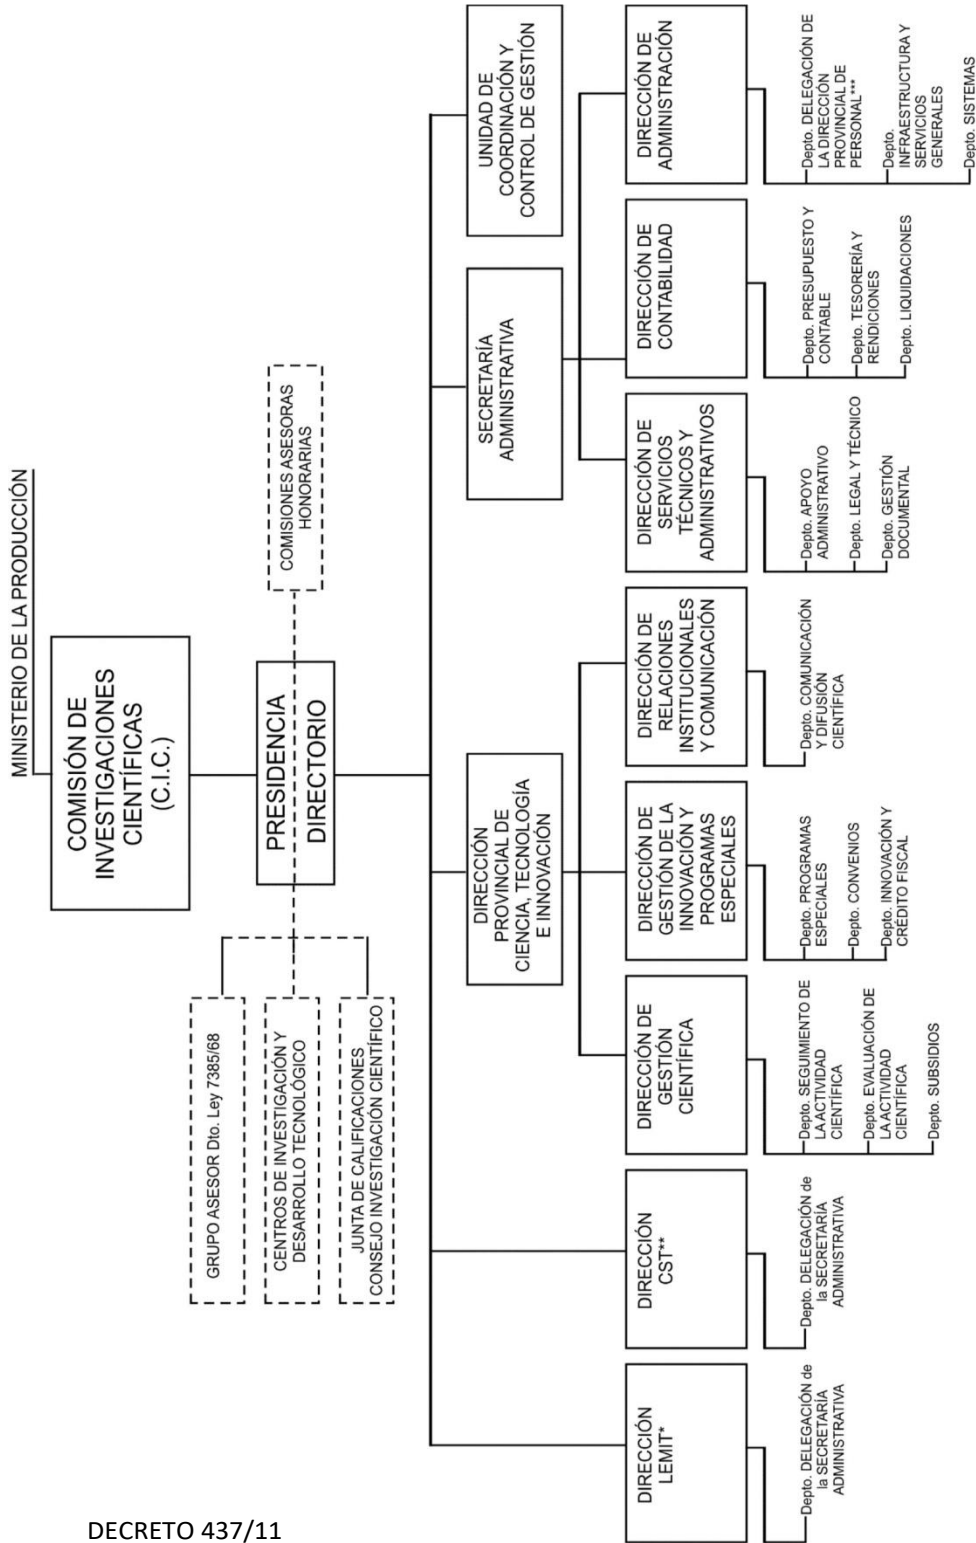 MINISTERIO DE LA PRODUCCIÓN
COMISIÓN DE
INVESTIGACIONES
CIENTÍFICAS
(C.I.C.)
PRESIDENCIA
DIRECTORIO
COMISIONES ASESORAS
HONORARIAS
GRUPO ASESOR Dto. Ley 7385/68
CENTROS DE INVESTIGACIÓN Y
DESARROLLO TECNOLÓGICO
JUNTA DE CALIFICACIONES
CONSEJO INVESTIGACIÓN CIENTÍFICO
DIRECCIÓN
PROVINCIAL DE
CIENCIA, TECNOLOGÍA
E INNOVACIÓN
SECRETARÍA
ADMINISTRATIVA
UNIDAD DE
COORDINACIÓN Y
CONTROL DE GESTIÓN
DIRECCIÓN
LEMIT*
Depto. DELEGACIÓN de
la SECRETARÍA
ADMINISTRATIVA
DIRECCIÓN
CST**
Depto. DELEGACIÓN de
la SECRETARÍA
ADMINISTRATIVA
DIRECCIÓN DE
GESTIÓN
CIENTÍFICA
Depto. SEGUIMIENTO DE
LA ACTIVIDAD
CIENTÍFICA
Depto. EVALUACIÓN DE
LA ACTIVIDAD
CIENTÍFICA
Depto. SUBSIDIOS
DIRECCIÓN DE
GESTIÓN DE LA
INNOVACIÓN Y
PROGRAMAS
ESPECIALES
Depto. PROGRAMAS
ESPECIALES
Depto. CONVENIOS
Depto. INNOVACIÓN Y
CRÉDITO FISCAL
DIRECCIÓN DE
RELACIONES
INSTITUCIONALES
Y COMUNICACIÓN
Depto. COMUNICACIÓN
Y DIFUSIÓN
CIENTÍFICA
DIRECCIÓN DE
SERVICIOS
TÉCNICOS Y
ADMINISTRATIVOS
Depto. APOYO
ADMINISTRATIVO
Depto. LEGAL Y TÉCNICO
Depto. GESTIÓN
DOCUMENTAL
DIRECCIÓN DE
CONTABILIDAD
Depto. PRESUPUESTO Y
CONTABLE
Depto. TESORERÍA Y
RENDICIONES
Depto. LIQUIDACIONES
DIRECCIÓN DE
ADMINISTRACIÓN
Depto. DELEGACIÓN DE
LA DIRECCIÓN
PROVINCIAL DE
PERSONAL***
Depto.
INFRAESTRUCTURA Y
SERVICIOS
GENERALES
Depto. SISTEMAS
DECRETO 437/11